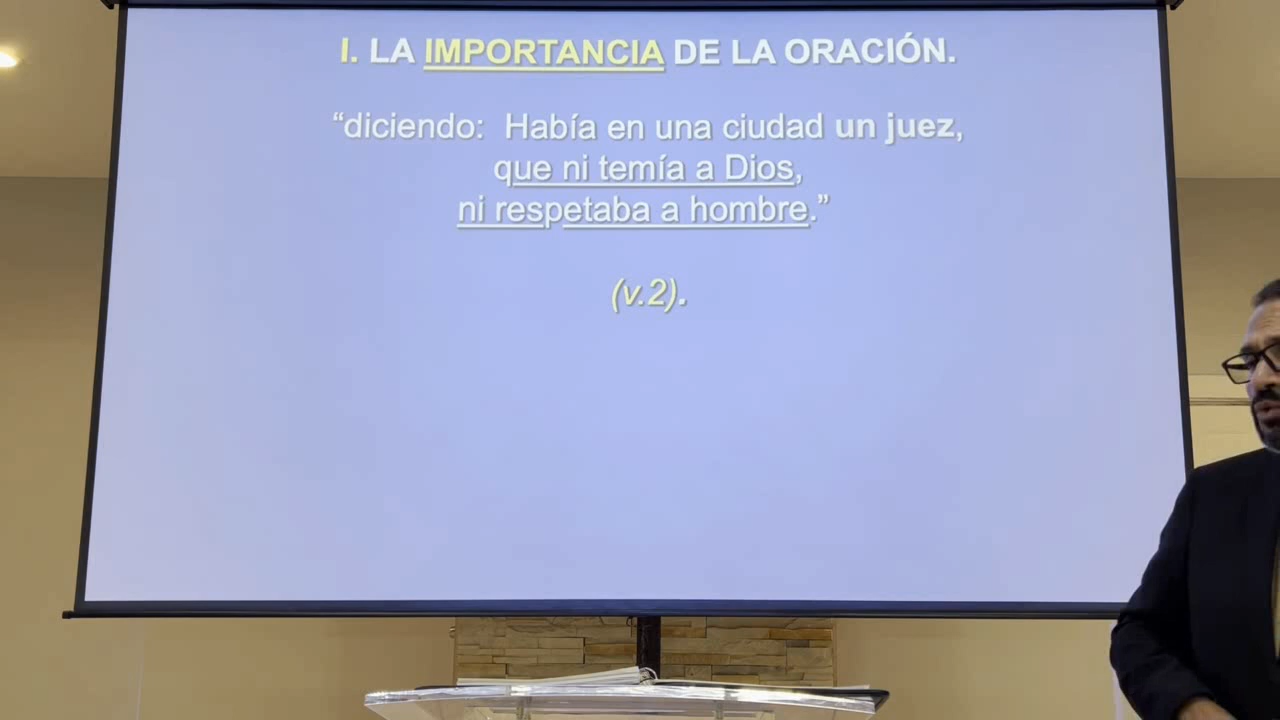 I. LA IMPORTANCIA DE LA ORACIÓN.
“diciendo: Había en una ciudad un juez,
que ni temía a Dios,
ni respetaba a hombre.”
(v.2).